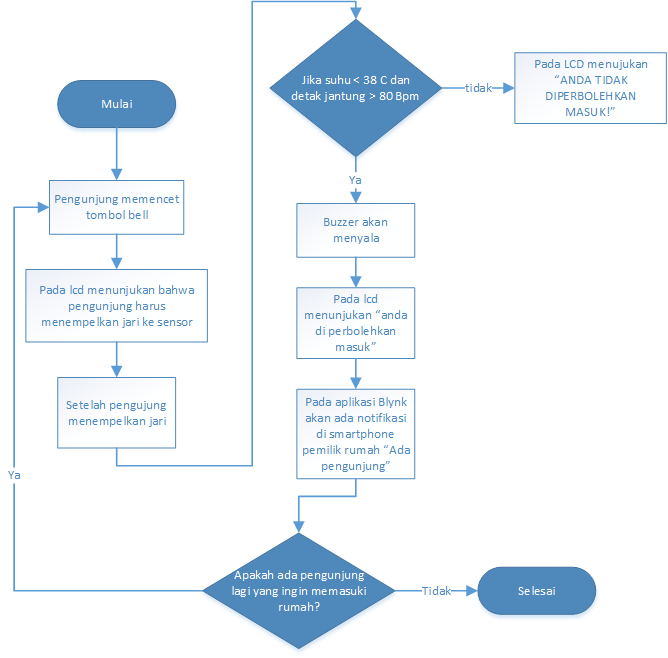 Mulai
Pengunjung memencet
tombol bell
Pada lcd menunjukan bahwa
pengunjung harus
menempelkan jari ke sensor
Setelah pengujung
menempelkan jari
Jika suhu < 38 C dan
detak jantung > 80 Bpm
tidak
Pada LCD menujukan
“ANDA TIDAK
DIPERBOLEHKAN
MASUK!”
Ya
Buzzer akan
menyala
Pada lcd
menunjukan “anda
di perbolehkan
masuk”
Pada aplikasi Blynk
akan ada notifikasi
di smartphone
pemilik rumah “Ada
pengunjung”
Apakah ada pengunjung
lagi yang ingin memasuki
rumah?
Ya
Tidak
Selesai